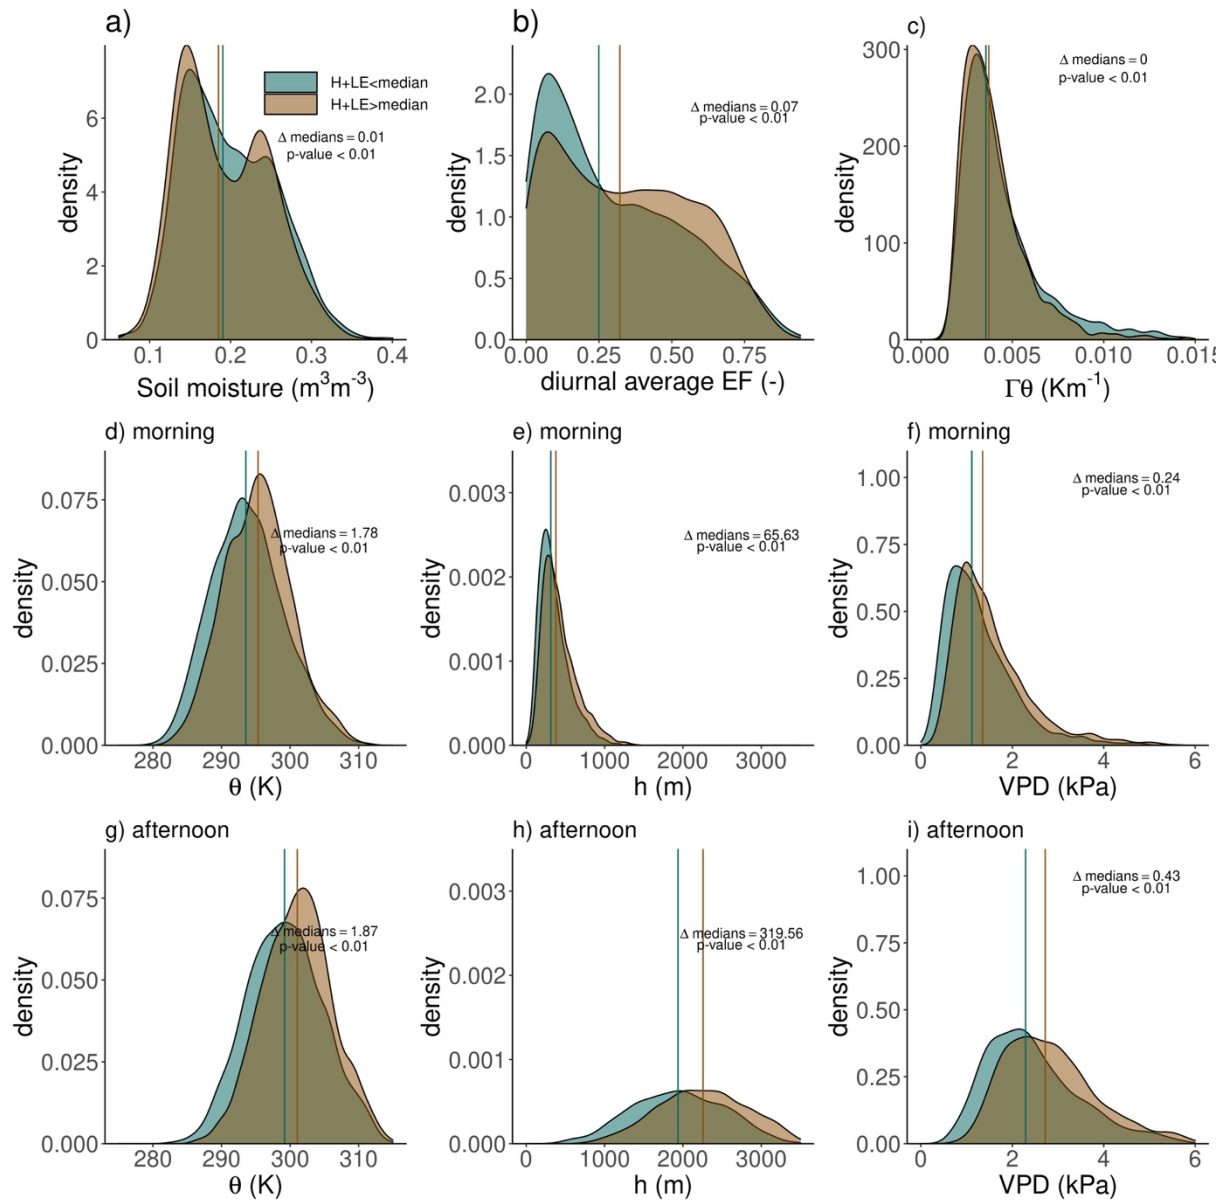 a)
H+LE<median
H+LE>median
Δ medians = 0.01
p-value < 0.01
density
0
2
4
6
0.1
0.2
0.3
0.4
Soil moisture (m³m⁻³)
b)
Δ medians = 0.07
p-value < 0.01
density
0.0
0.5
1.0
1.5
2.0
0.00
0.25
0.50
0.75
diurnal average EF (-)
c)
Δ medians = 0
p-value < 0.01
density
0
100
200
300
0.000
0.005
0.010
0.015
Γθ (Km⁻¹)
d) morning
Δ medians = 1.78
p-value < 0.01
density
0.000
0.025
0.050
0.075
280
290
300
310
θ (K)
e) morning
Δ medians = 65.63
p-value < 0.01
density
0.000
0.001
0.002
0.003
0
1000
2000
3000
h (m)
f) morning
Δ medians = 0.24
p-value < 0.01
density
0.00
0.25
0.50
0.75
1.00
0
2
4
6
VPD (kPa)
g) afternoon
Δ medians = 1.87
p-value < 0.01
density
0.000
0.025
0.050
0.075
280
290
300
310
θ (K)
h) afternoon
Δ medians = 319.56
p-value < 0.01
density
0.000
0.001
0.002
0.003
0
1000
2000
3000
h (m)
i) afternoon
Δ medians = 0.43
p-value < 0.01
density
0.00
0.25
0.50
0.75
1.00
0
2
4
6
VPD (kPa)